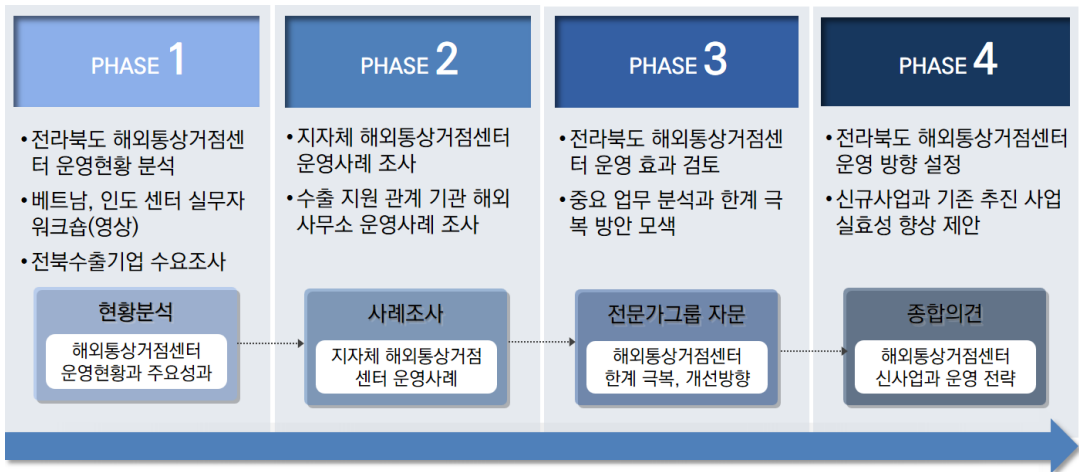 PHASE 1
• 전라북도 해외통상거점센
터 운영현황 분석
• 베트남, 인도 센터 실무자
워크숍(영상)
• 전북수출기업 수요조사
현황분석
해외통상거점센터
운영현황과 주요성과
PHASE 2
• 지자체 해외통상거점센터
운영사례 조사
• 수출 지원 관계 기관 해외
사무소 운영사례 조사
사례조사
지자체 해외통상거점
센터 운영사례
PHASE 3
• 전라북도 해외통상거점센
터 운영 효과 검토
• 중요 업무 분석과 한계 극
복 방안 모색
전문가그룹 자문
해외통상거점센터
한계 극복, 개선방향
PHASE 4
• 전라북도 해외통상거점센터
운영 방향 설정
• 신규사업과 기존 추진 사업
실효성 향상 제안
종합의견
해외통상거점센터
신사업과 운영 전략